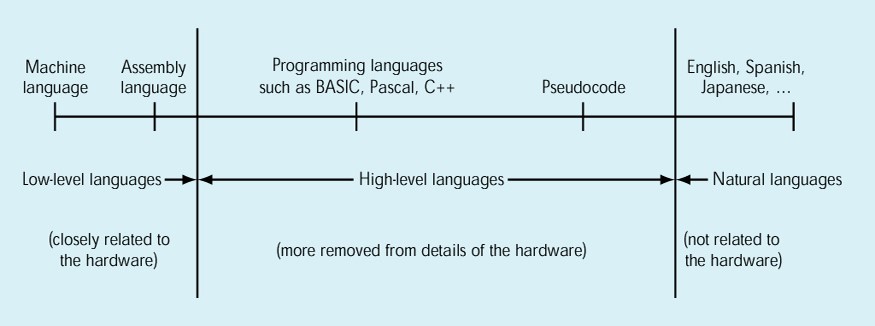 Machine
language
Assembly
language
Programming languages
such as BASIC, Pascal, C++
Pseudocode
English, Spanish,
Japanese, ...
Low-level languages
High-level languages
Natural languages
(closely related to
the hardware)
(more removed from details of the hardware)
(not related to
the hardware)